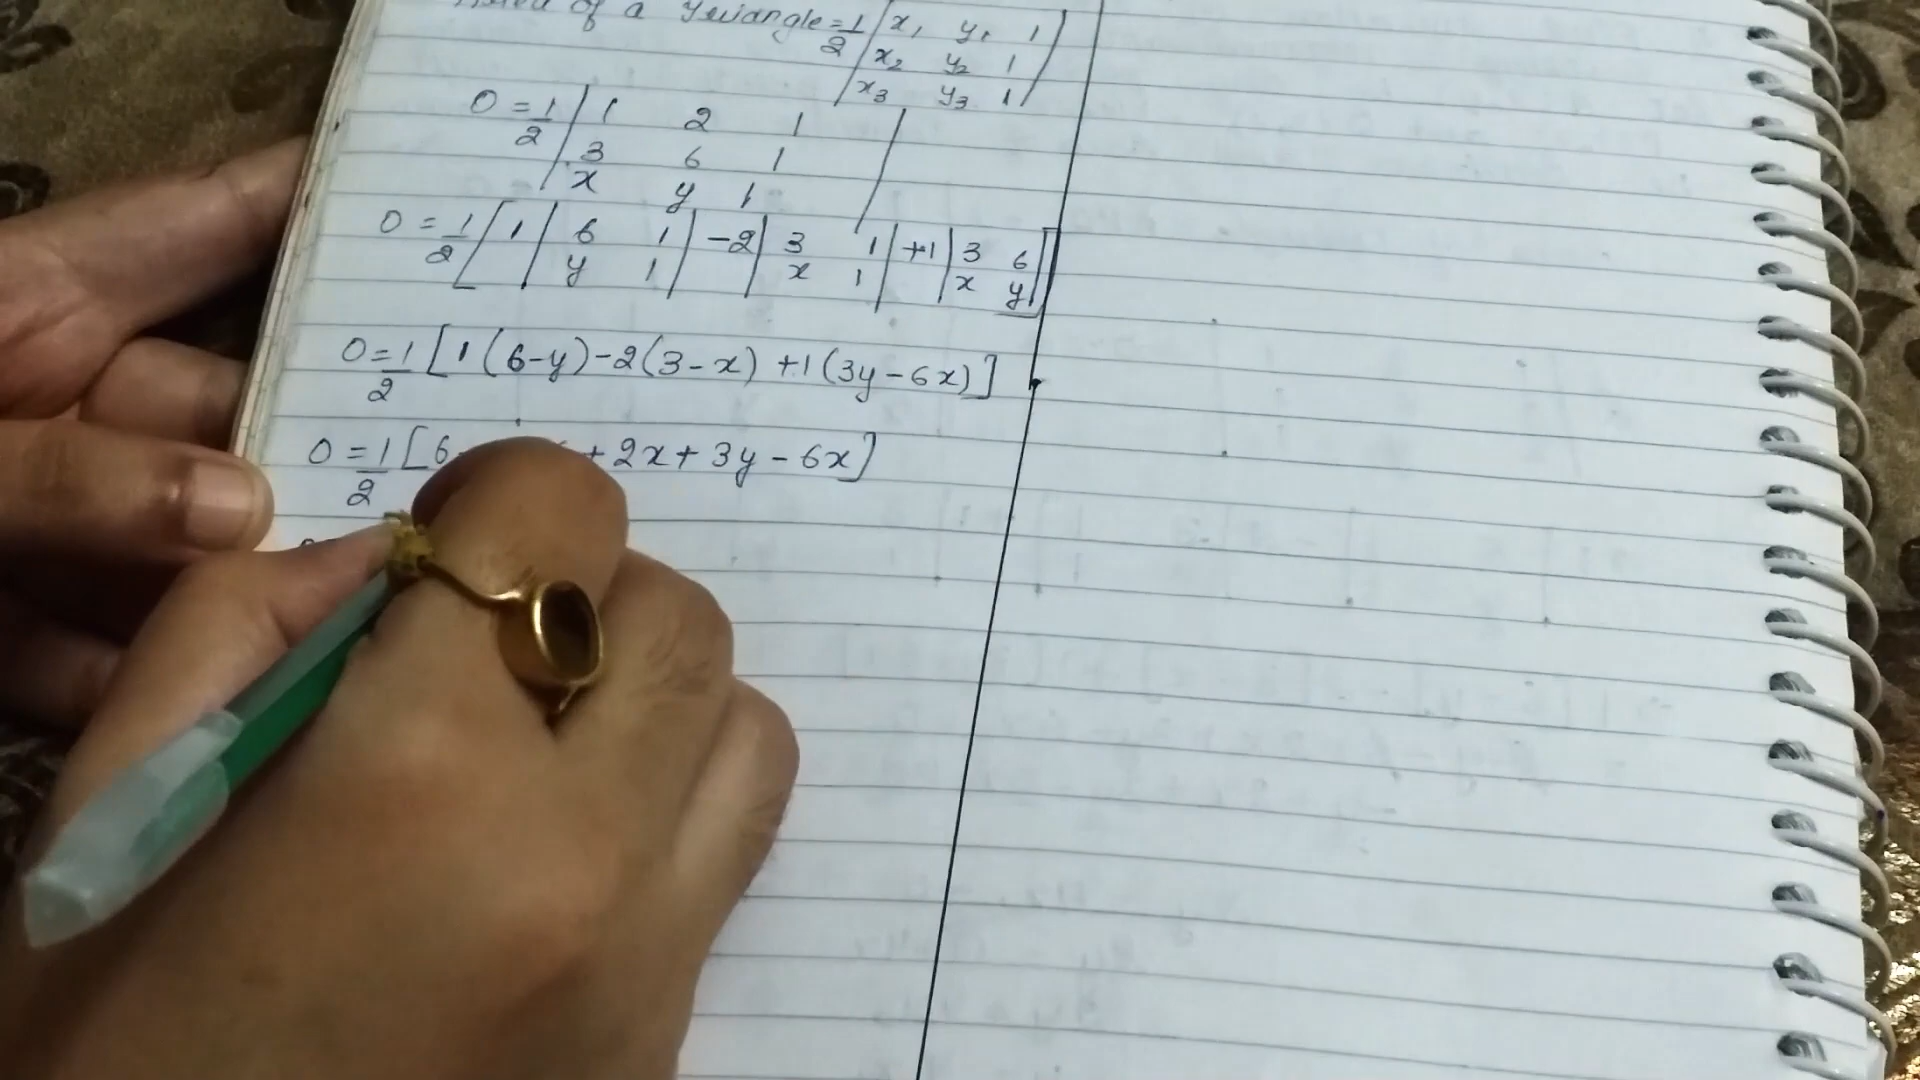 of a Triangle = 1/2 | x1 y1 1 |
| x2 y2 1 |
| x3 y3 1 |
0 = 1/2 | 1 2 1 |
| 3 6 1 |
| x y 1 |
0 = 1/2 [ 1 | 6 1 | -2 | 3 1 | +1 | 3 6 | ]
| y 1 | | x 1 | | x y |
0 = 1/2 [ 1 (6-y) - 2(3-x) + 1(3y-6x) ]
0 = 1/2 [ 6- + 2x + 3y - 6x ]